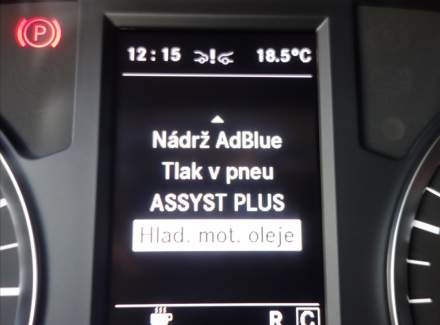 P
12:15 18.5°C
Nádrž AdBlue
Tlak v pneu
ASSYST PLUS
Hlad. mot. oleje
R C